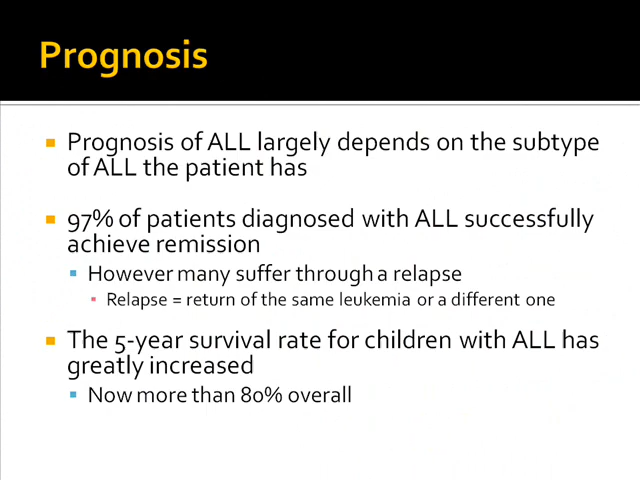 Prognosis
Prognosis of ALL largely depends on the subtype
of ALL the patient has
97% of patients diagnosed with ALL successfully
achieve remission
However many suffer through a relapse
Relapse = return of the same leukemia or a different one
The 5-year survival rate for children with ALL has
greatly increased
Now more than 80% overall